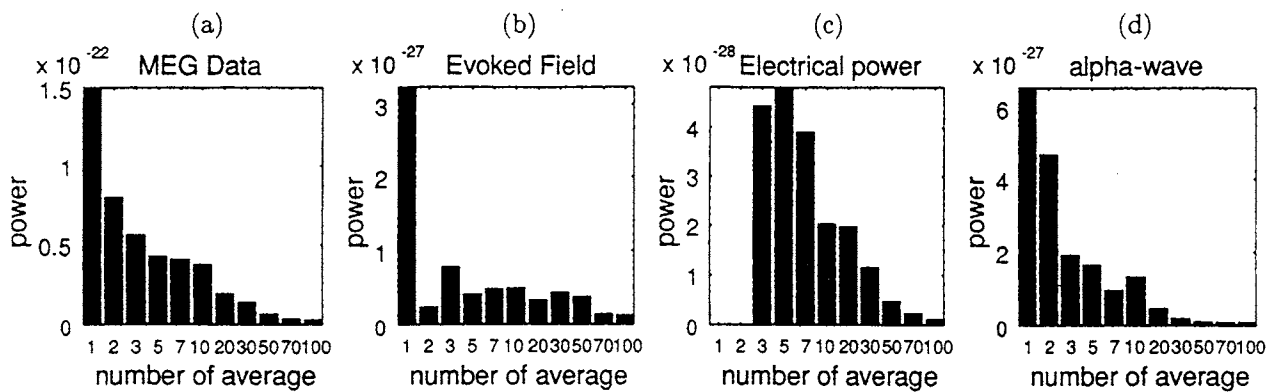 (a) (b) (c) (d)
x 10 -22 MEG Data
x 10 -27 Evoked Field
x 10 -28 Electrical power
x 10 -27 alpha-wave
power
1.5
1
0.5
0
1 2 3 5 7 10 20 30 50 70 100
number of average
power
3
2
1
0
1 2 3 5 7 10 20 30 50 70 100
number of average
power
4
3
2
1
0
1 2 3 5 7 10 20 30 50 70 100
number of average
power
6
4
2
0
1 2 3 5 7 10 20 30 50 70 100
number of average